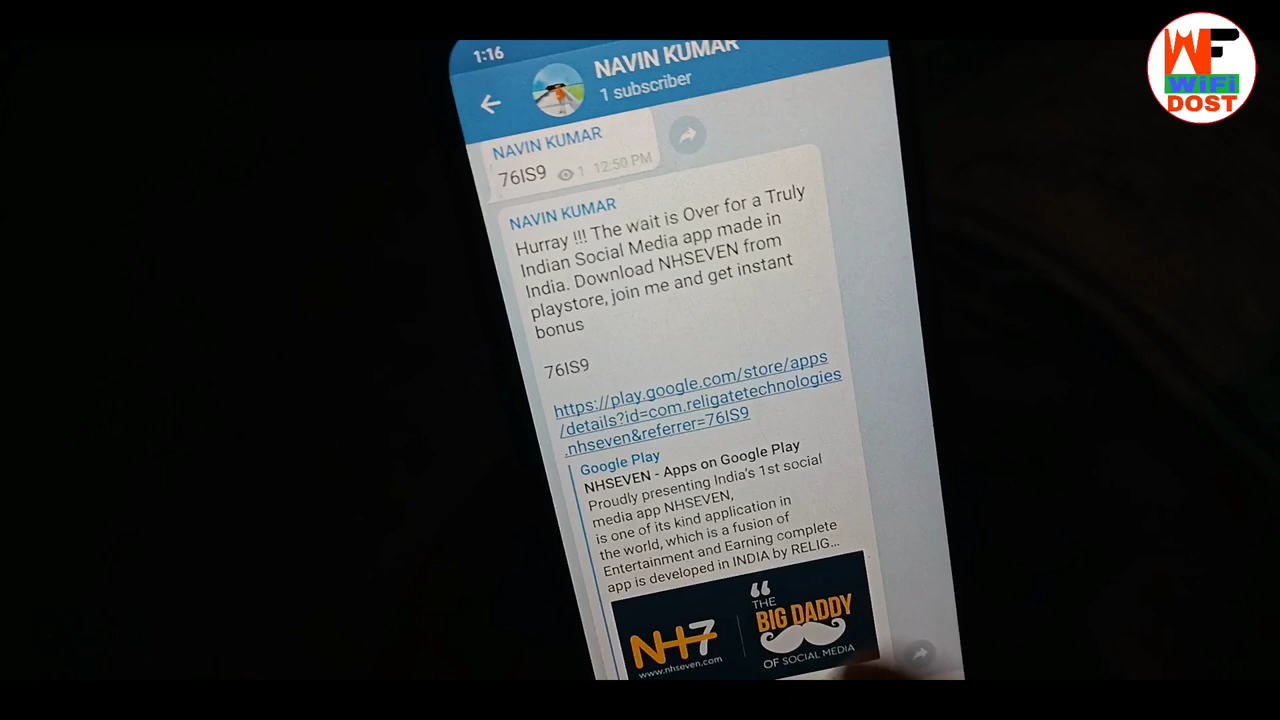 1:16
NAVIN KUMAR
1 subscriber
NAVIN KUMAR
76IS9 1 12:50 PM
NAVIN KUMAR
Hurray !!! The wait is Over for a Truly
Indian Social Media app made in
India. Download NHSEVEN from
playstore, join me and get instant
bonus
76IS9
https://play.google.com/store/apps
/details?id=com.religatetechnologies
.nhseven&referrer=76IS9
Google Play
NHSEVEN - Apps on Google Play
Proudly presenting India's 1st social
media app NHSEVEN,
is one of its kind application in
the world, which is a fusion of
Entertainment and Earning complete
app is developed in INDIA by RELIG...
NH7
www.nhseven.com
“
THE
BIG DADDY
OF SOCIAL MEDIA
WF
WiFi
DOST